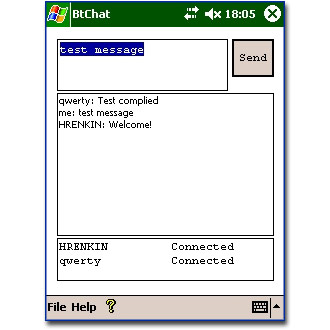 BtChat 18:05
test message
Send
qwerty: Test complied
me: test message
HRENKIN: Welcome!
HRENKIN Connected
qwerty Connected
File Help ?